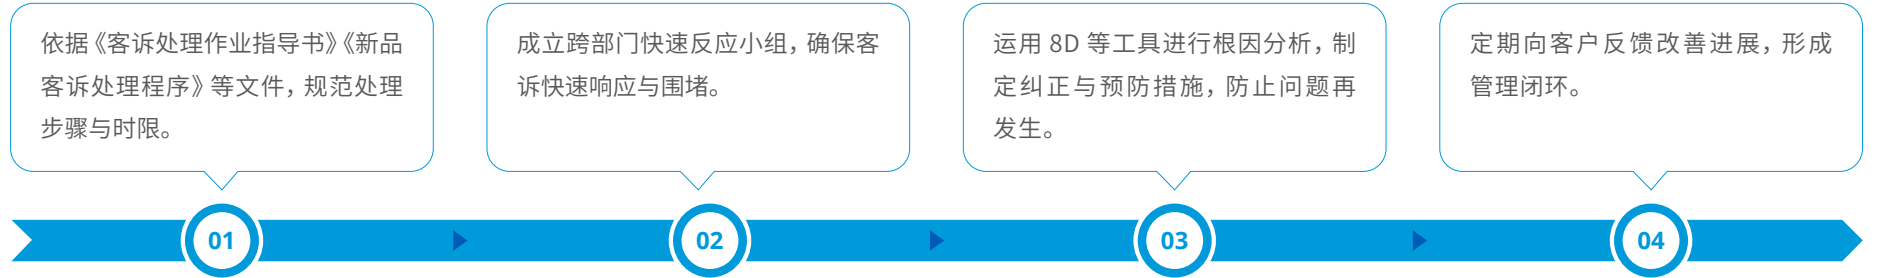 依据《客诉处理作业指导书》《新品
客诉处理程序》等文件，规范处理
步骤与时限。
01
成立跨部门快速反应小组，确保客
诉快速响应与围堵。
02
运用 8D 等工具进行根因分析，制
定纠正与预防措施，防止问题再
发生。
03
定期向客户反馈改善进展，形成
管理闭环。
04